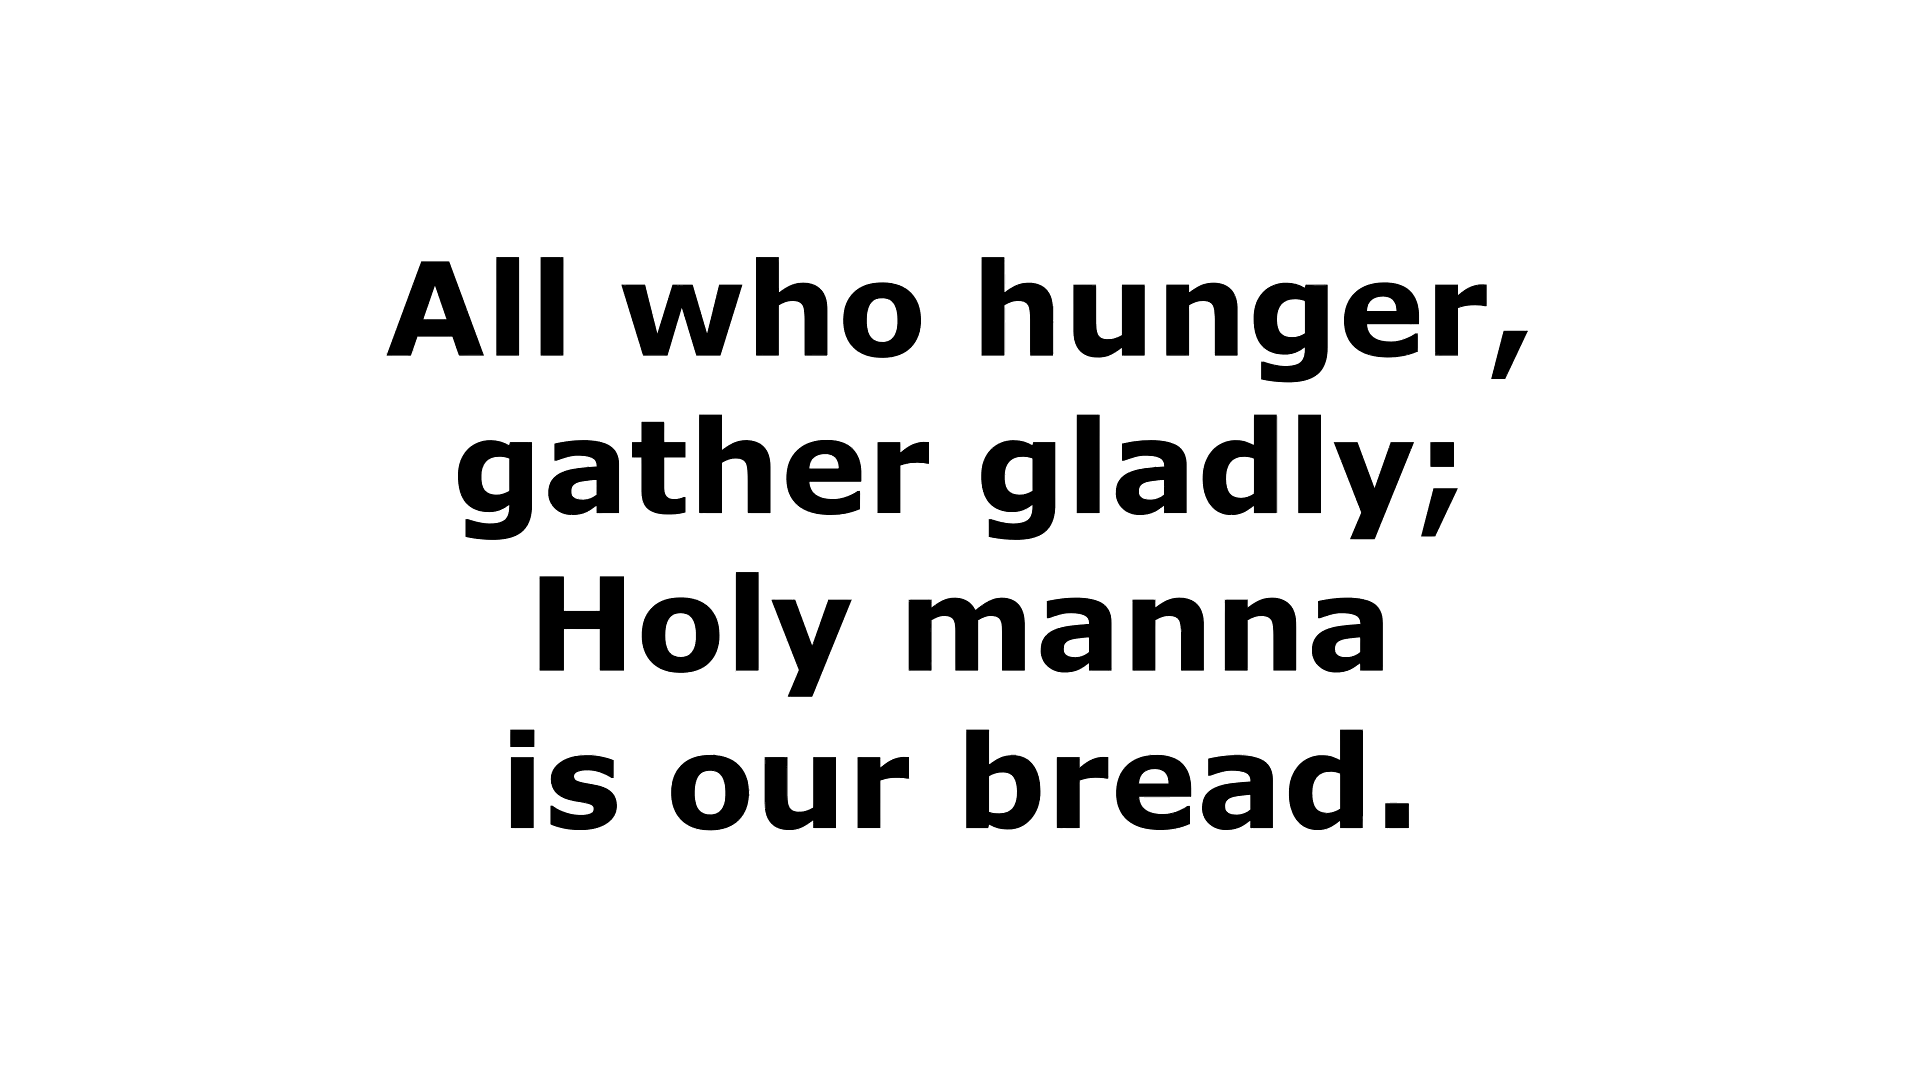 All who hunger,
gather gladly;
Holy manna
is our bread.